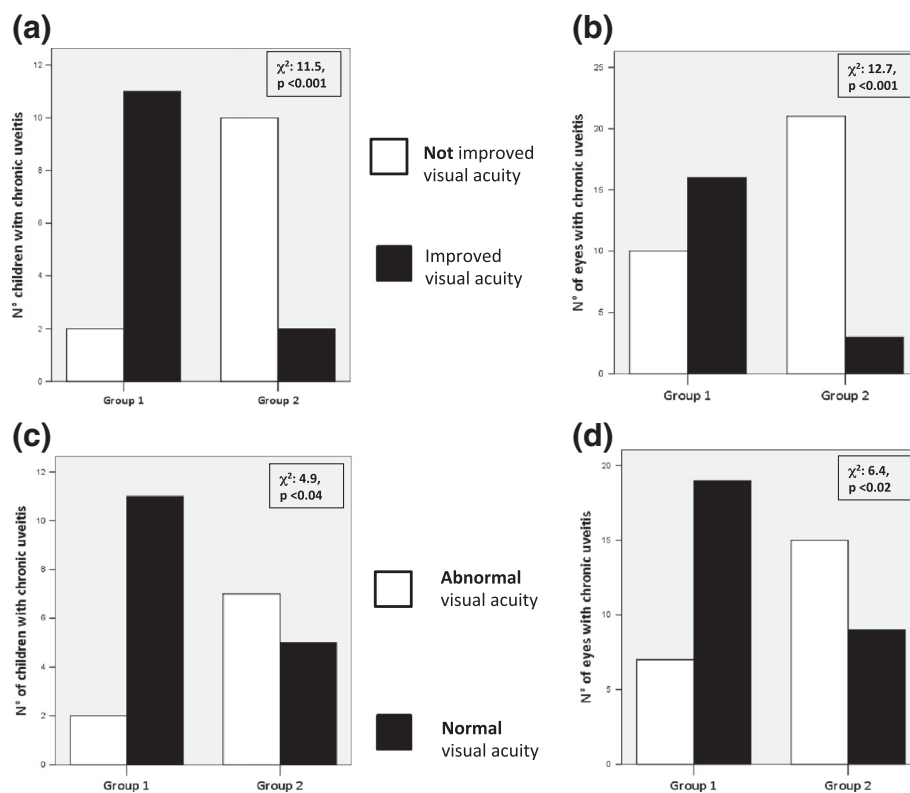 (a)
12
10
8
6
4
2
0
N° children witn chronic uveitis
χ²: 11.5,
p <0.001
Group 1
Group 2
Not improved
visual acuity
Improved
visual acuity
(b)
25
20
15
10
5
0
N° of eyes with chronic uveitis
χ²: 12.7,
p <0.001
Group 1
Group 2
(c)
12
10
8
6
4
2
0
N° of children with chronic uveitis
χ²: 4.9,
p <0.04
Group 1
Group 2
Abnormal
visual acuity
Normal
visual acuity
(d)
20
15
10
5
0
N° of eyes with chronic uveitis
χ²: 6.4,
p <0.02
Group 1
Group 2